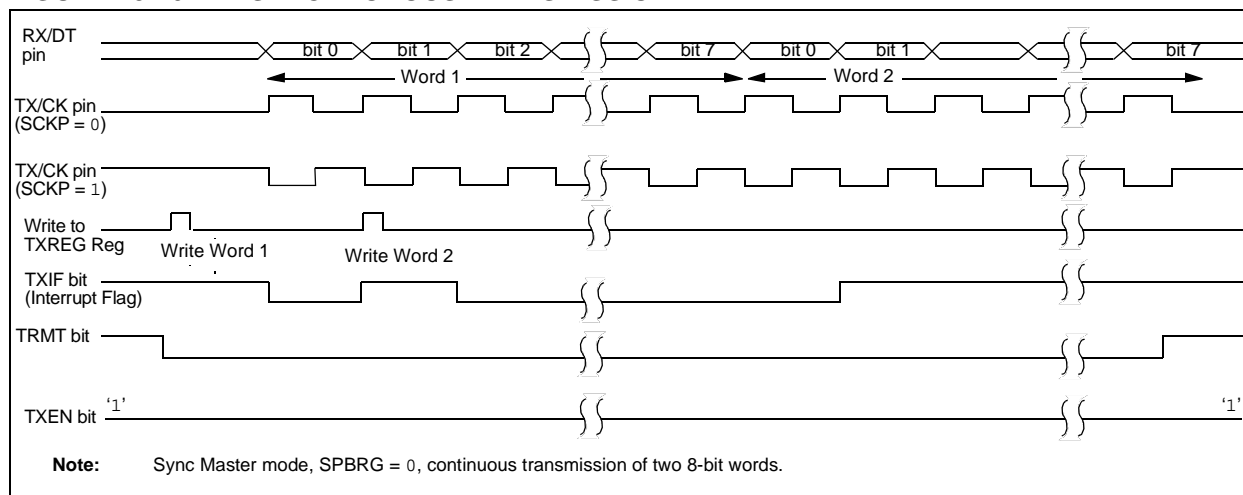 RX/DT
pin
bit 0 bit 1 bit 2 bit 7 bit 0 bit 1 bit 7
Word 1 Word 2
TX/CK pin
(SCKP = 0)
TX/CK pin
(SCKP = 1)
Write to
TXREG Reg
Write Word 1 Write Word 2
TXIF bit
(Interrupt Flag)
TRMT bit
TXEN bit '1' '1'
Note: Sync Master mode, SPBRG = 0, continuous transmission of two 8-bit words.